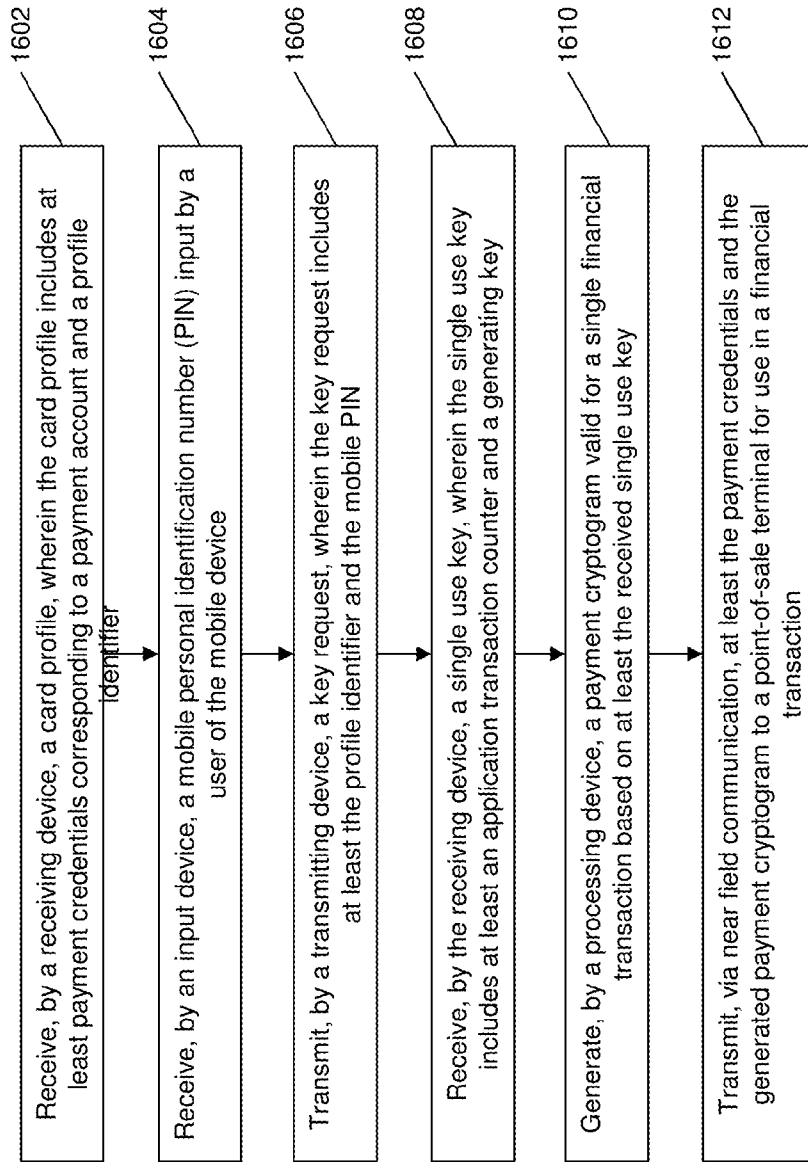 1602
Receive, by a receiving device, a card profile, wherein the card profile includes at
least payment credentials corresponding to a payment account and a profile
identifier
1604
Receive, by an input device, a mobile personal identification number (PIN) input by a
user of the mobile device
1606
Transmit, by a transmitting device, a key request, wherein the key request includes
at least the profile identifier and the mobile PIN
1608
Receive, by the receiving device, a single use key, wherein the single use key
includes at least an application transaction counter and a generating key
1610
Generate, by a processing device, a payment cryptogram valid for a single financial
transaction based on at least the received single use key
1612
Transmit, via near field communication, at least the payment credentials and the
generated payment cryptogram to a point-of-sale terminal for use in a financial
transaction